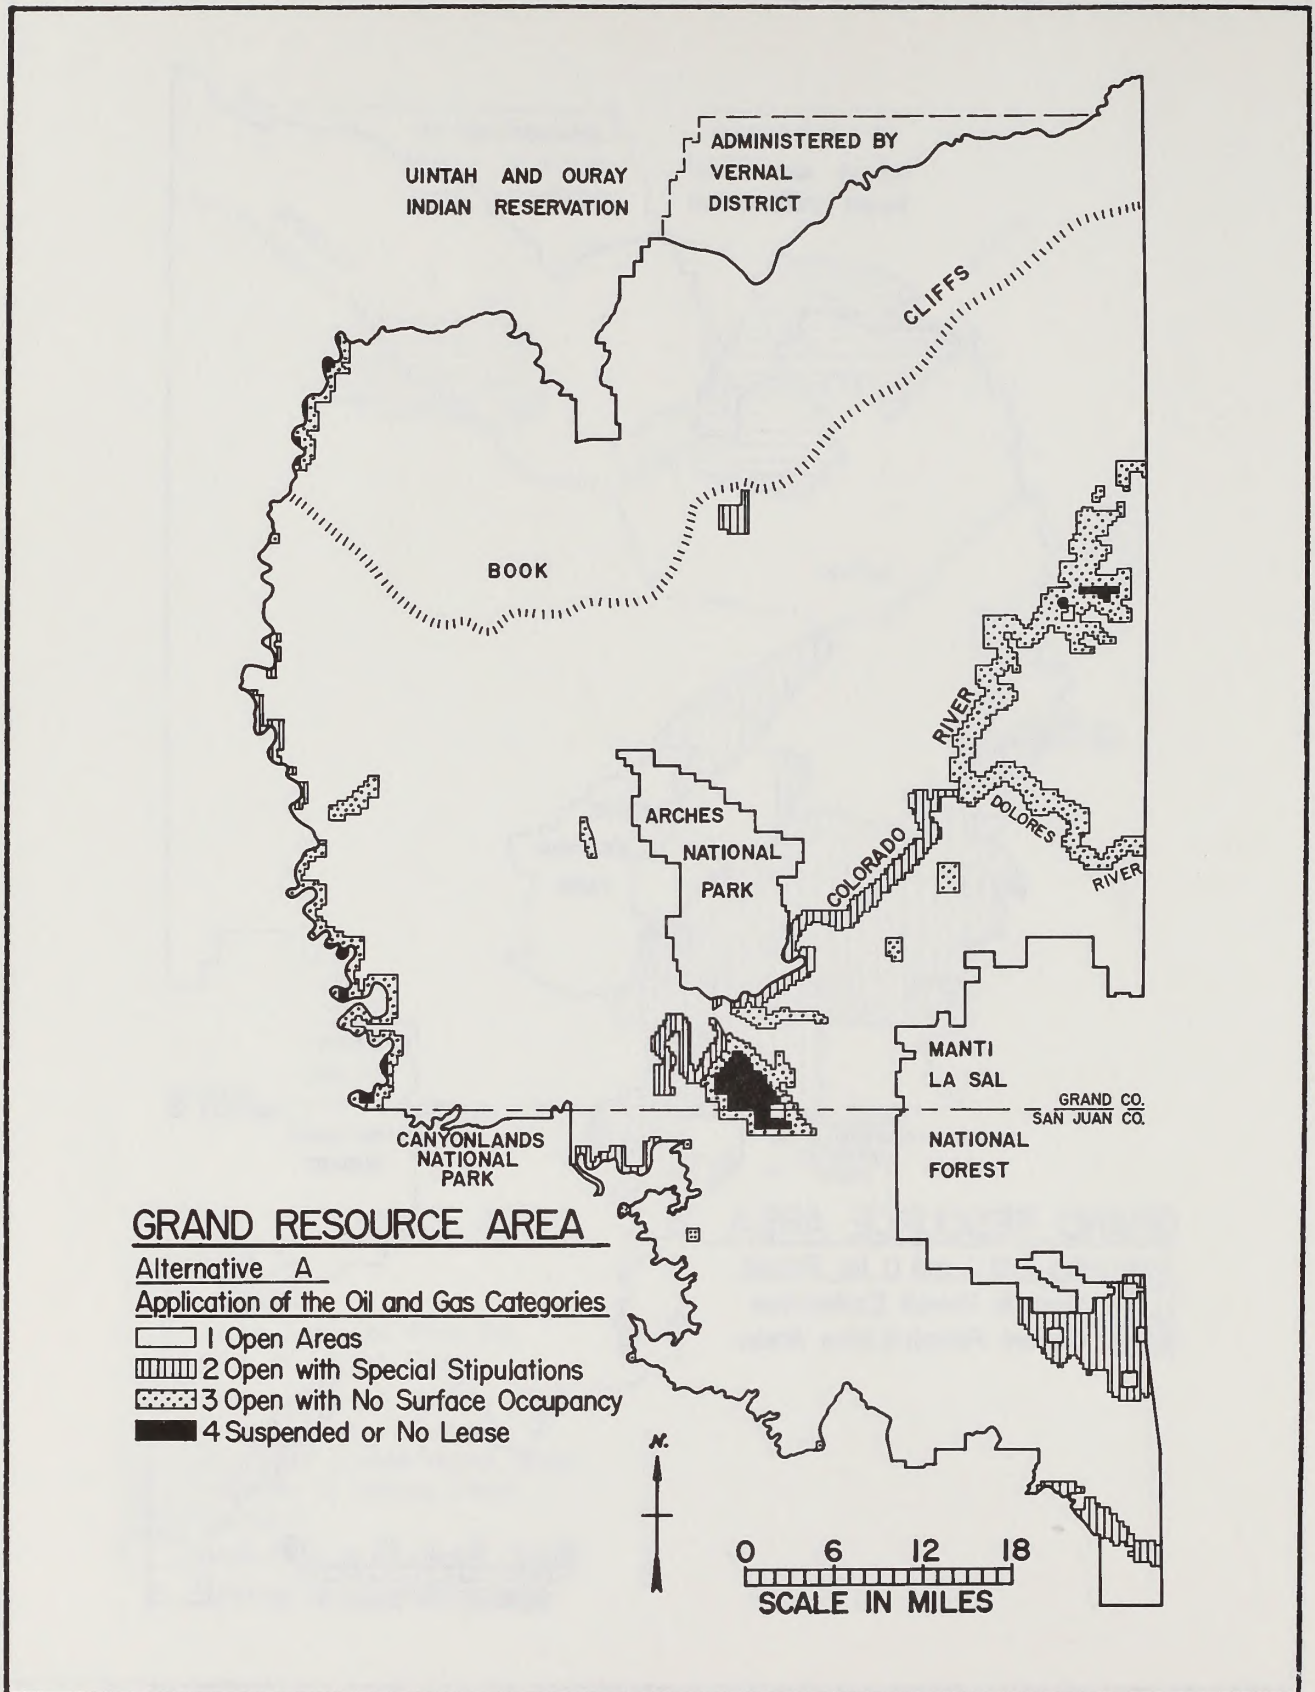 UINTAH AND OURAY
INDIAN RESERVATION
ADMINISTERED BY
VERNAL
DISTRICT
CLIFFS
BOOK
RIVER
ARCHES
NATIONAL
PARK
COLORADO
DOLORES
RIVER
MANTI
LA SAL
GRAND CO.
SAN JUAN CO.
NATIONAL
FOREST
CANYONLANDS
NATIONAL
PARK
GRAND RESOURCE AREA
Alternative A
Application of the Oil and Gas Categories
1 Open Areas
2 Open with Special Stipulations
3 Open with No Surface Occupancy
4 Suspended or No Lease
N.
0 6 12 18
SCALE IN MILES